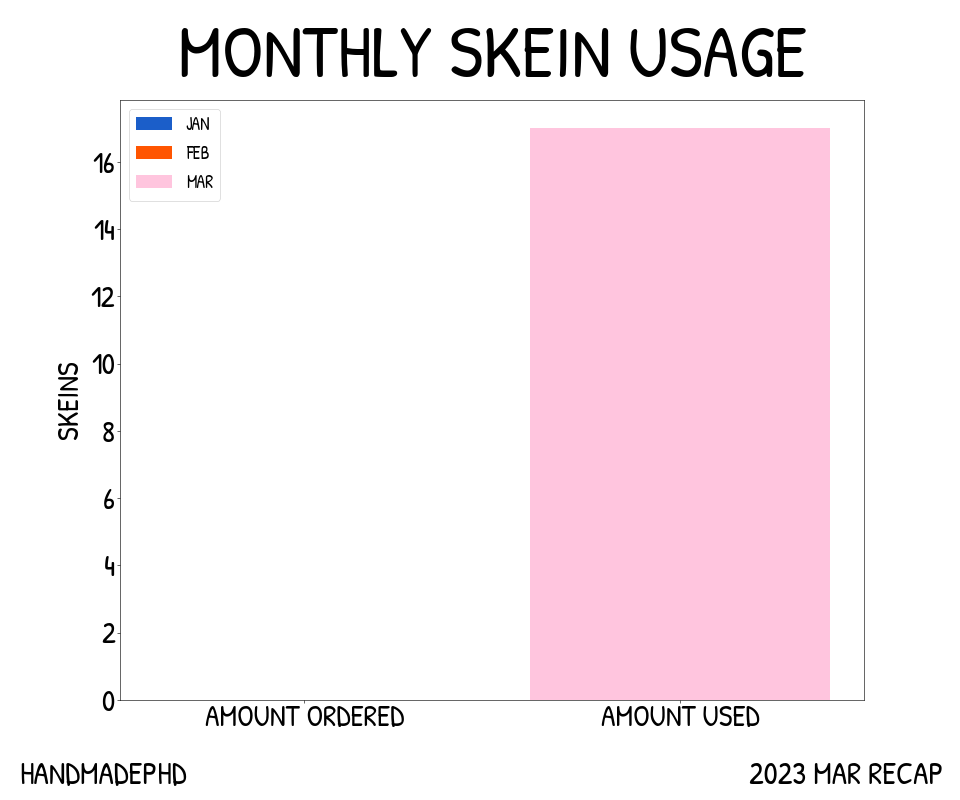 MONTHLY SKEIN USAGE
JAN
FEB
MAR
16
14
12
10
8
6
4
2
0
SKEINS
AMOUNT ORDERED
AMOUNT USED
HANDMADEPHD
2023 MAR RECAP